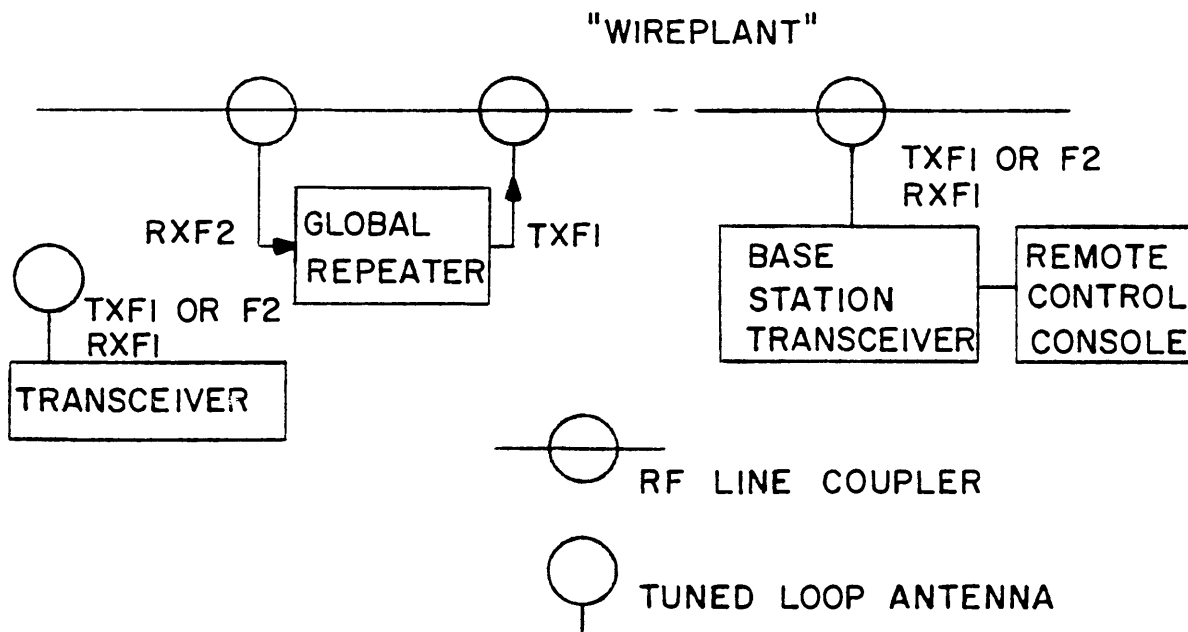 "WIREPLANT"
RXF2
GLOBAL
REPEATER
TXF1
TXF1 OR F2
RXF1
BASE
STATION
TRANSCEIVER
REMOTE
CONTROL
CONSOLE
TXF1 OR F2
RXF1
TRANSCEIVER
RF LINE COUPLER
TUNED LOOP ANTENNA